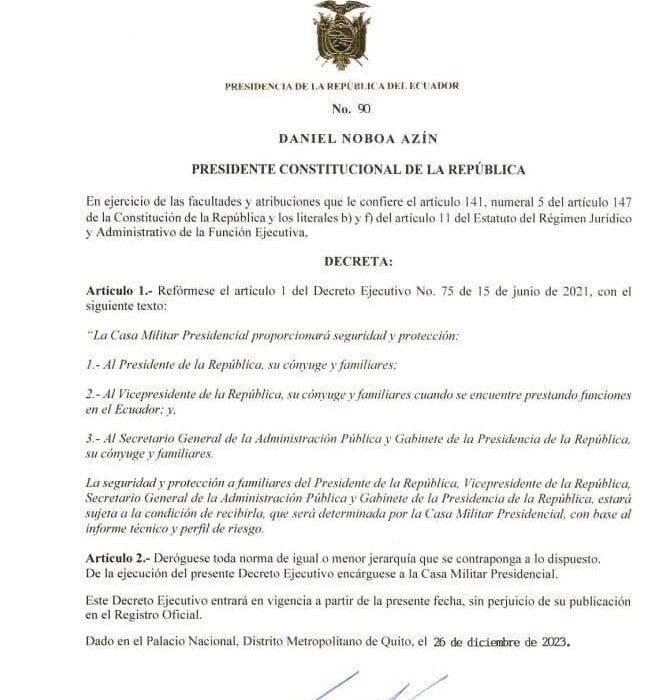 PRESIDENCIA DE LA REPÚBLICA DEL ECUADOR
No. 90
DANIEL NOBOA AZÍN
PRESIDENTE CONSTITUCIONAL DE LA REPÚBLICA
En ejercicio de las facultades y atribuciones que le confiere el artículo 141, numeral 5 del artículo 147
de la Constitución de la República y los literales b) y f) del artículo 11 del Estatuto del Régimen Jurídico
y Administrativo de la Función Ejecutiva,
DECRETA:
Artículo 1.- Refórmese el artículo 1 del Decreto Ejecutivo No. 75 de 15 de junio de 2021, con el
siguiente texto:
“La Casa Militar Presidencial proporcionará seguridad y protección:
1.- Al Presidente de la República, su cónyuge y familiares;
2.- Al Vicepresidente de la República, su cónyuge y familiares cuando se encuentre prestando funciones
en el Ecuador; y,
3.- Al Secretario General de la Administración Pública y Gabinete de la Presidencia de la República,
su cónyuge y familiares.
La seguridad y protección a familiares del Presidente de la República, Vicepresidente de la República,
Secretario General de la Administración Pública y Gabinete de la Presidencia de la República, estará
sujeta a la condición de recibirla, que será determinada por la Casa Militar Presidencial, con base al
informe técnico y perfil de riesgo.
Artículo 2.- Deróguese toda norma de igual o menor jerarquía que se contraponga a lo dispuesto.
De la ejecución del presente Decreto Ejecutivo encárguese a la Casa Militar Presidencial.
Este Decreto Ejecutivo entrará en vigencia a partir de la presente fecha, sin perjuicio de su publicación
en el Registro Oficial.
Dado en el Palacio Nacional, Distrito Metropolitano de Quito, el 26 de diciembre de 2023.